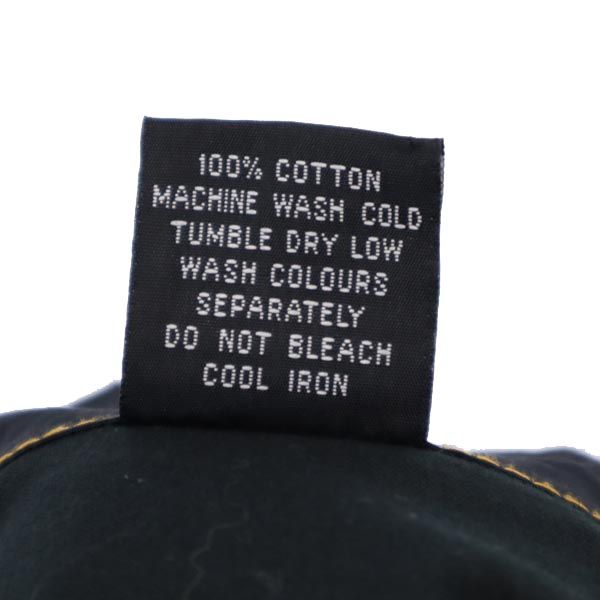 100% COTTON
MACHINE WASH COLD
TUMBLE DRY LOW
WASH COLOURS
SEPARATELY
DO NOT BLEACH
COOL IRON